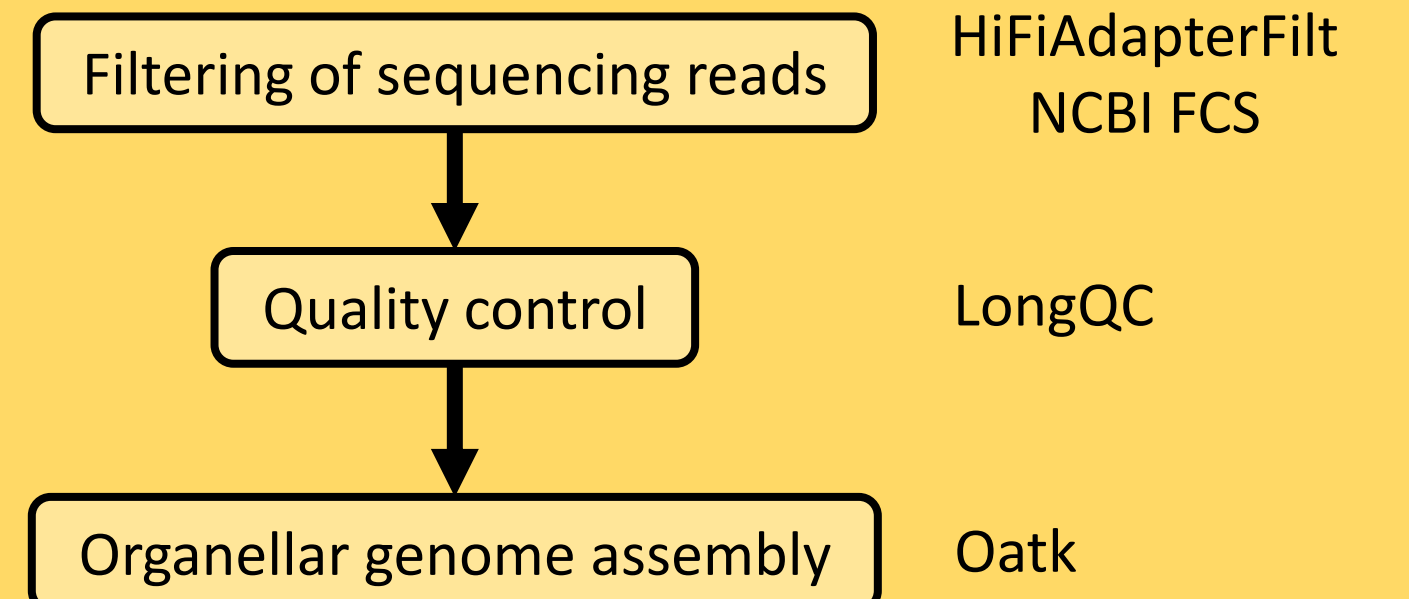 Filtering of sequencing reads
HiFiAdapterFilt
NCBI FCS
Quality control
LongQC
Organellar genome assembly
Oatk